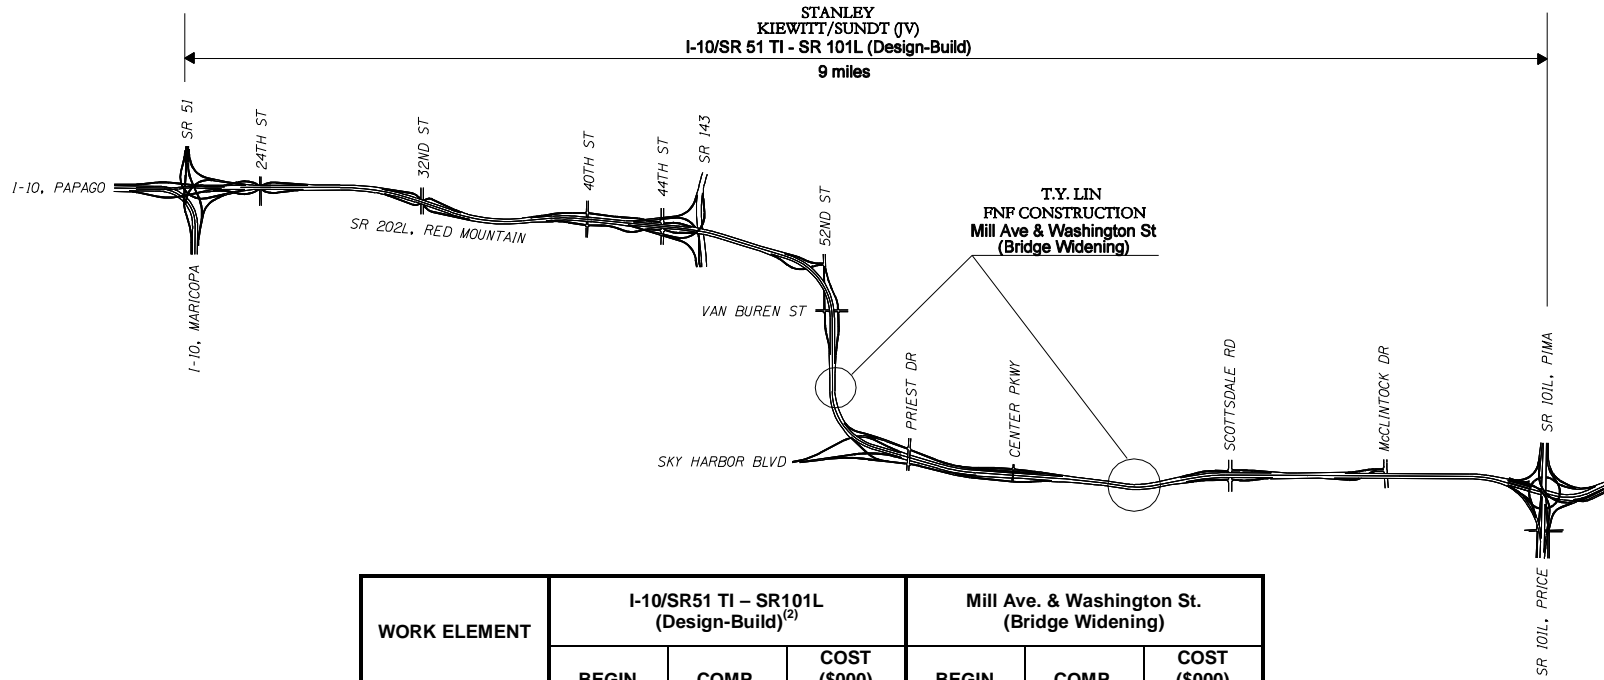 STANLEY
KIEWITT/SUNDT (JV)
I-10/SR 51 TI - SR 101L (Design-Build)
9 miles
SR 51
24TH ST
32ND ST
40TH ST
44TH ST
SR 143
52ND ST
I-10, PAPAGO
SR 202L, RED MOUNTAIN
I-10, MARICOPA
T.Y. LIN
FNF CONSTRUCTION
Mill Ave & Washington St
(Bridge Widening)
VAN BUREN ST
PRIEST DR
CENTER PKWY
SCOTTSDALE RD
McCLINTOCK DR
SR 101L, PIMA
SKY HARBOR BLVD
SR 101L, PRICE
WORK ELEMENT
I-10/SR51 TI – SR101L
(Design-Build)(2)
Mill Ave. & Washington St.
(Bridge Widening)
BEGIN
COMP
COST
($000)
BEGIN
COMP
COST
($000)